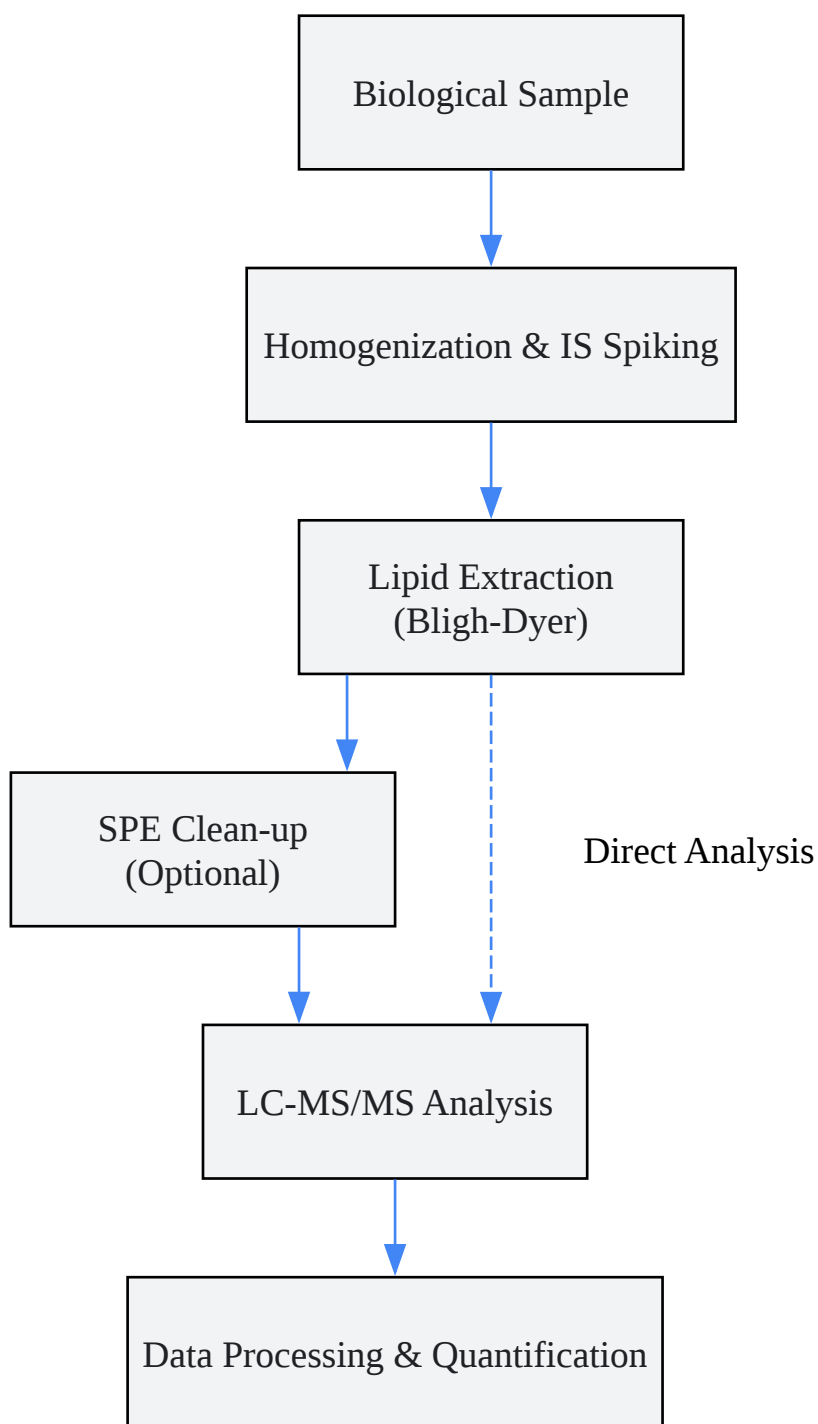 Biological Sample
Homogenization & IS Spiking
Lipid Extraction
(Bligh-Dyer)
SPE Clean-up
(Optional)
Direct Analysis
LC-MS/MS Analysis
Data Processing & Quantification